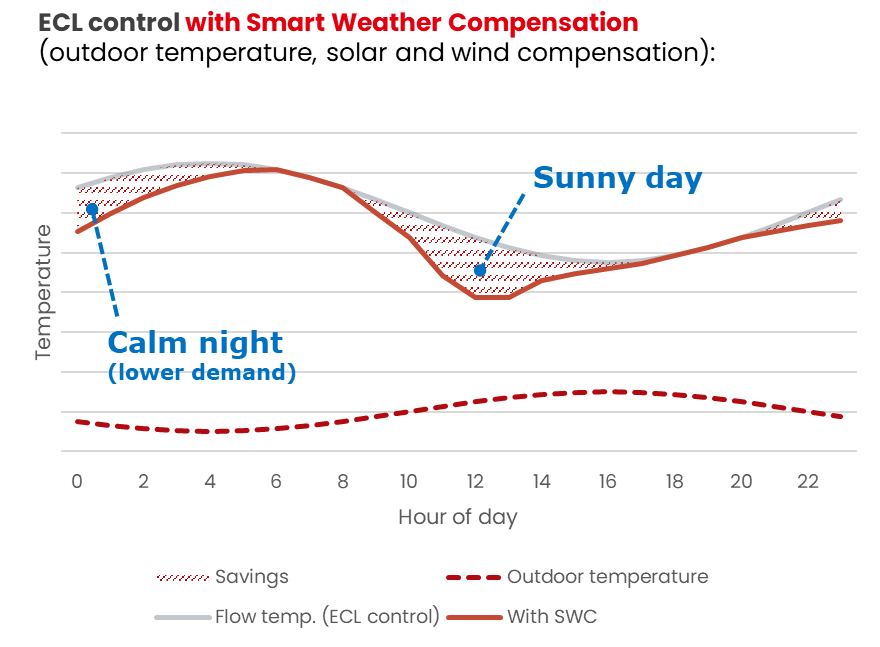 ECL control with Smart Weather Compensation
(outdoor temperature, solar and wind compensation):
Sunny day
Temperature
Calm night
(lower demand)
0 2 4 6 8 10 12 14 16 18 20 22
Hour of day
Savings Outdoor temperature
Flow temp. (ECL control) With SWC